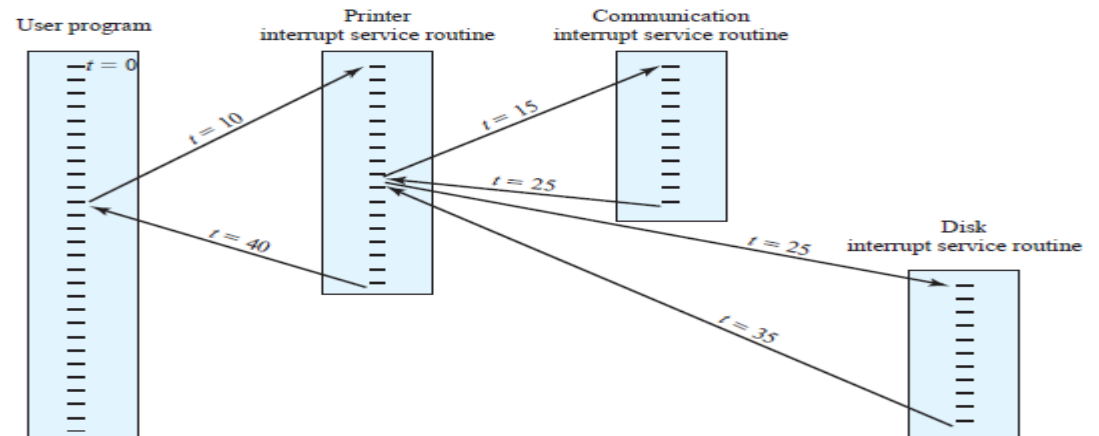 User program
Printer
interrupt service routine
Communication
interrupt service routine
t = 0
t = 10
t = 15
t = 25
t = 40
t = 25
Disk
interrupt service routine
t = 35